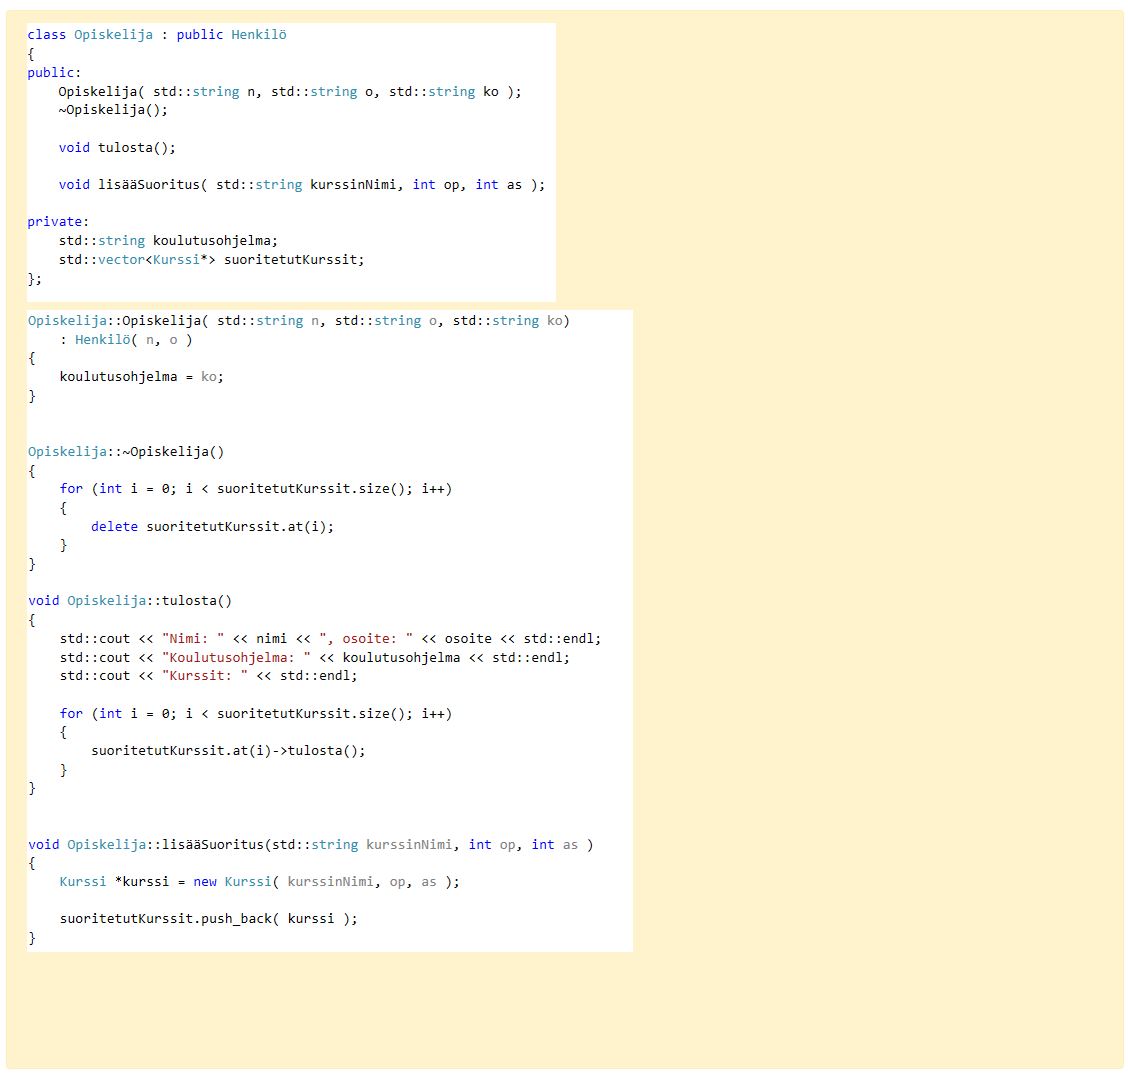 class Opiskelija : public Henkilö
{
public:
    Opiskelija( std::string n, std::string o, std::string ko );
    ~Opiskelija();

    void tulosta();

    void lisääSuoritus( std::string kurssinNimi, int op, int as );

private:
    std::string koulutusohjelma;
    std::vector<Kurssi*> suoritetutKurssit;
};

Opiskelija::Opiskelija( std::string n, std::string o, std::string ko)
    : Henkilö( n, o )
{
    koulutusohjelma = ko;
}

Opiskelija::~Opiskelija()
{
    for (int i = 0; i < suoritetutKurssit.size(); i++)
    {
        delete suoritetutKurssit.at(i);
    }
}

void Opiskelija::tulosta()
{
    std::cout << "Nimi: " << nimi << ", osoite: " << osoite << std::endl;
    std::cout << "Koulutusohjelma: " << koulutusohjelma << std::endl;
    std::cout << "Kurssit: " << std::endl;

    for (int i = 0; i < suoritetutKurssit.size(); i++)
    {
        suoritetutKurssit.at(i)->tulosta();
    }
}

void Opiskelija::lisääSuoritus(std::string kurssinNimi, int op, int as )
{
    Kurssi *kurssi = new Kurssi( kurssinNimi, op, as );

    suoritetutKurssit.push_back( kurssi );
}